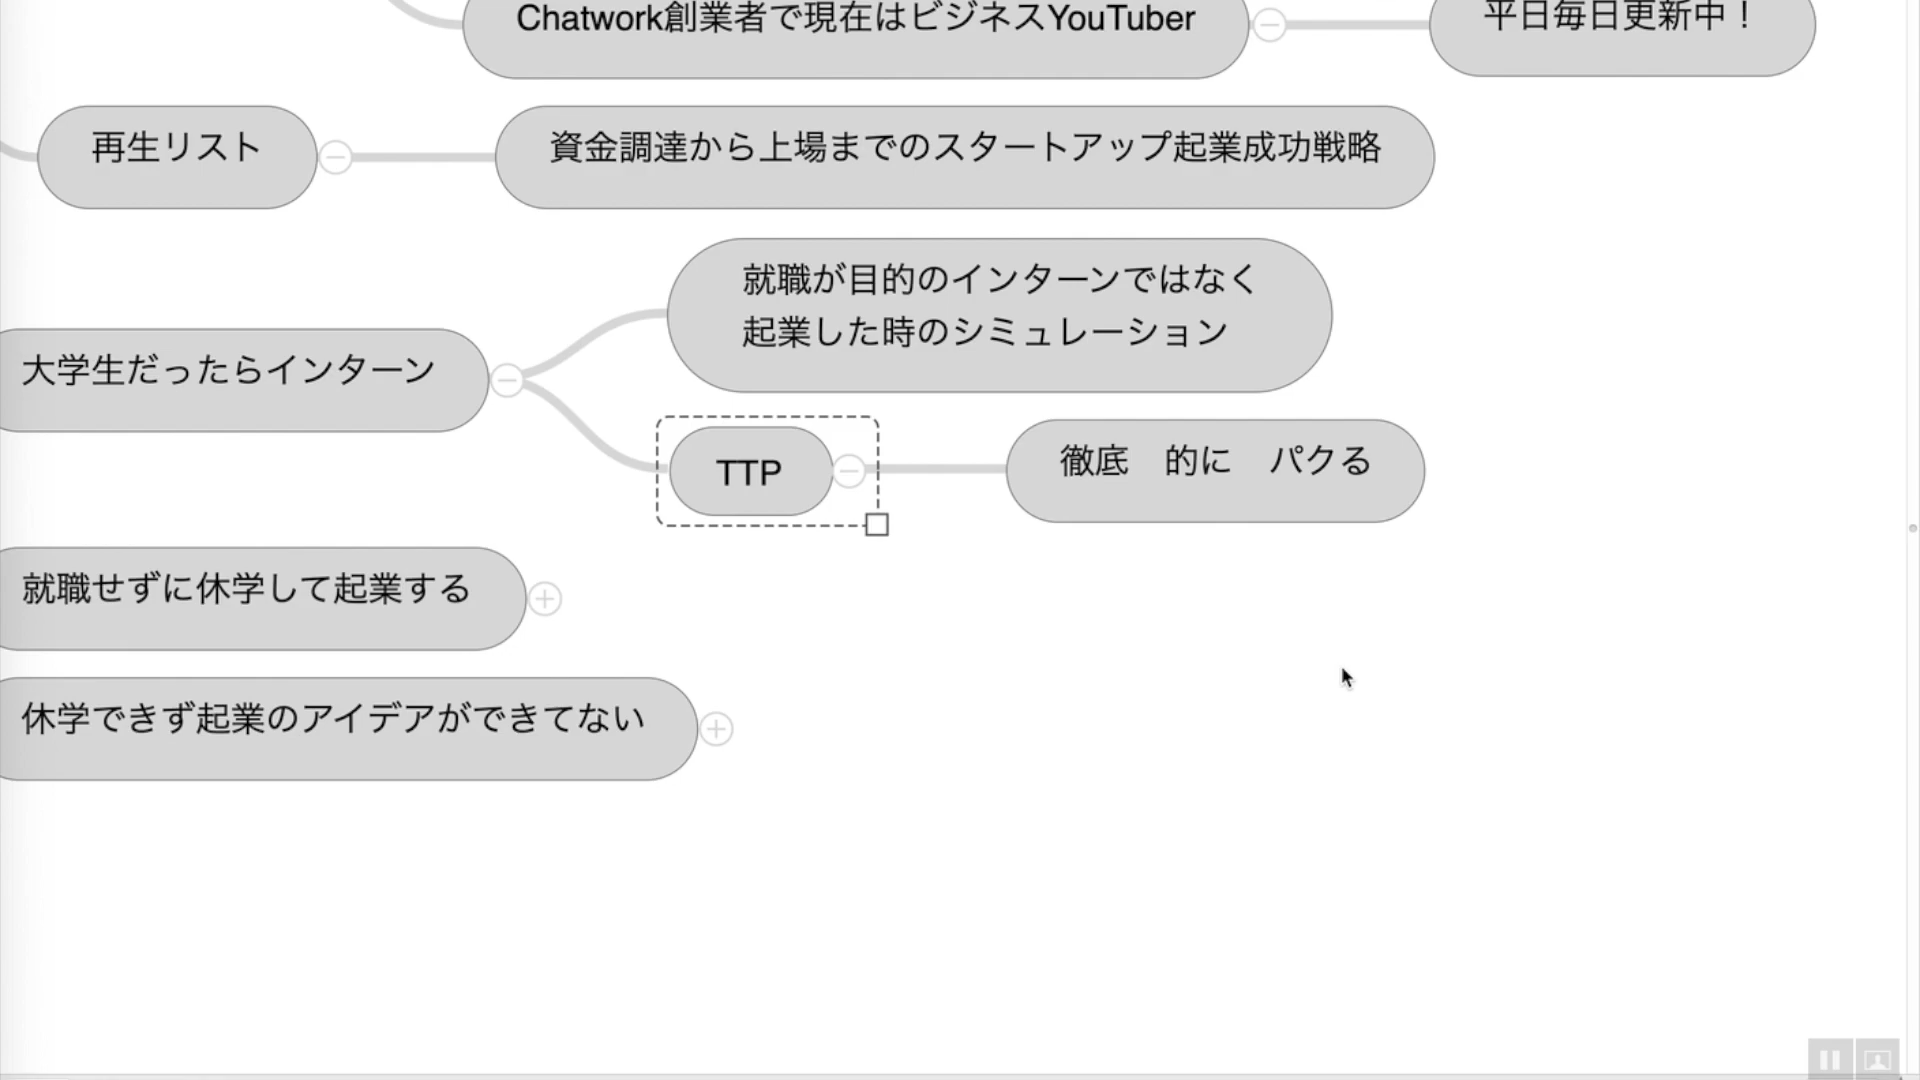 Chatwork創業者で現在はビジネスYouTuber
平日毎日更新中！
再生リスト
資金調達から上場までのスタートアップ起業成功戦略
大学生だったらインターン
就職が目的のインターンではなく
起業した時のシミュレーション
TTP
徹底　的に　パクる
就職せずに休学して起業する
休学できず起業のアイデアができてない